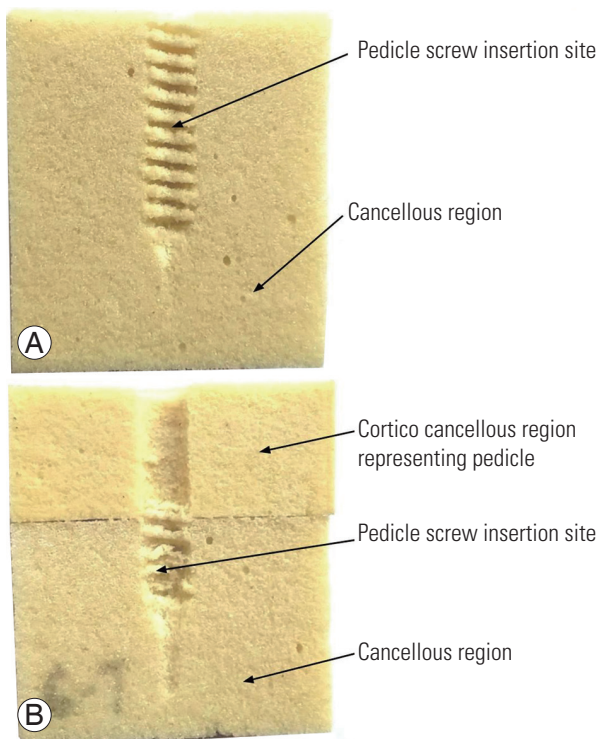 Pedicle screw insertion site
Cancellous region
A
Cortico cancellous region
representing pedicle
Pedicle screw insertion site
Cancellous region
B